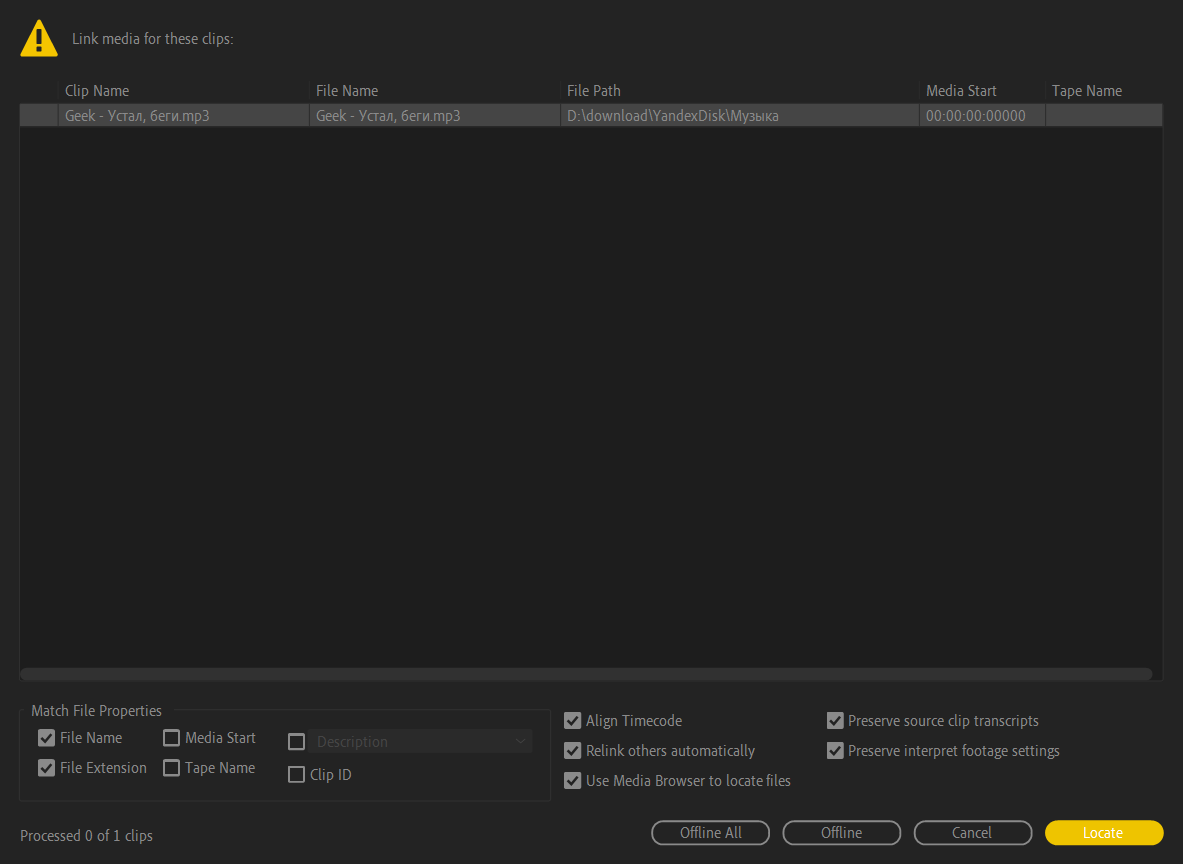 Link media for these clips:
Clip Name File Name File Path Media Start Tape Name
Geek - Устал, беги.mp3 Geek - Устал, беги.mp3 D:\download\YandexDisk\Музыка 00:00:00:00000
Match File Properties
File Name Media Start Description
File Extension Tape Name Clip ID
Align Timecode Preserve source clip transcripts
Relink others automatically Preserve interpret footage settings
Use Media Browser to locate files
Processed 0 of 1 clips Offline All Offline Cancel Locate